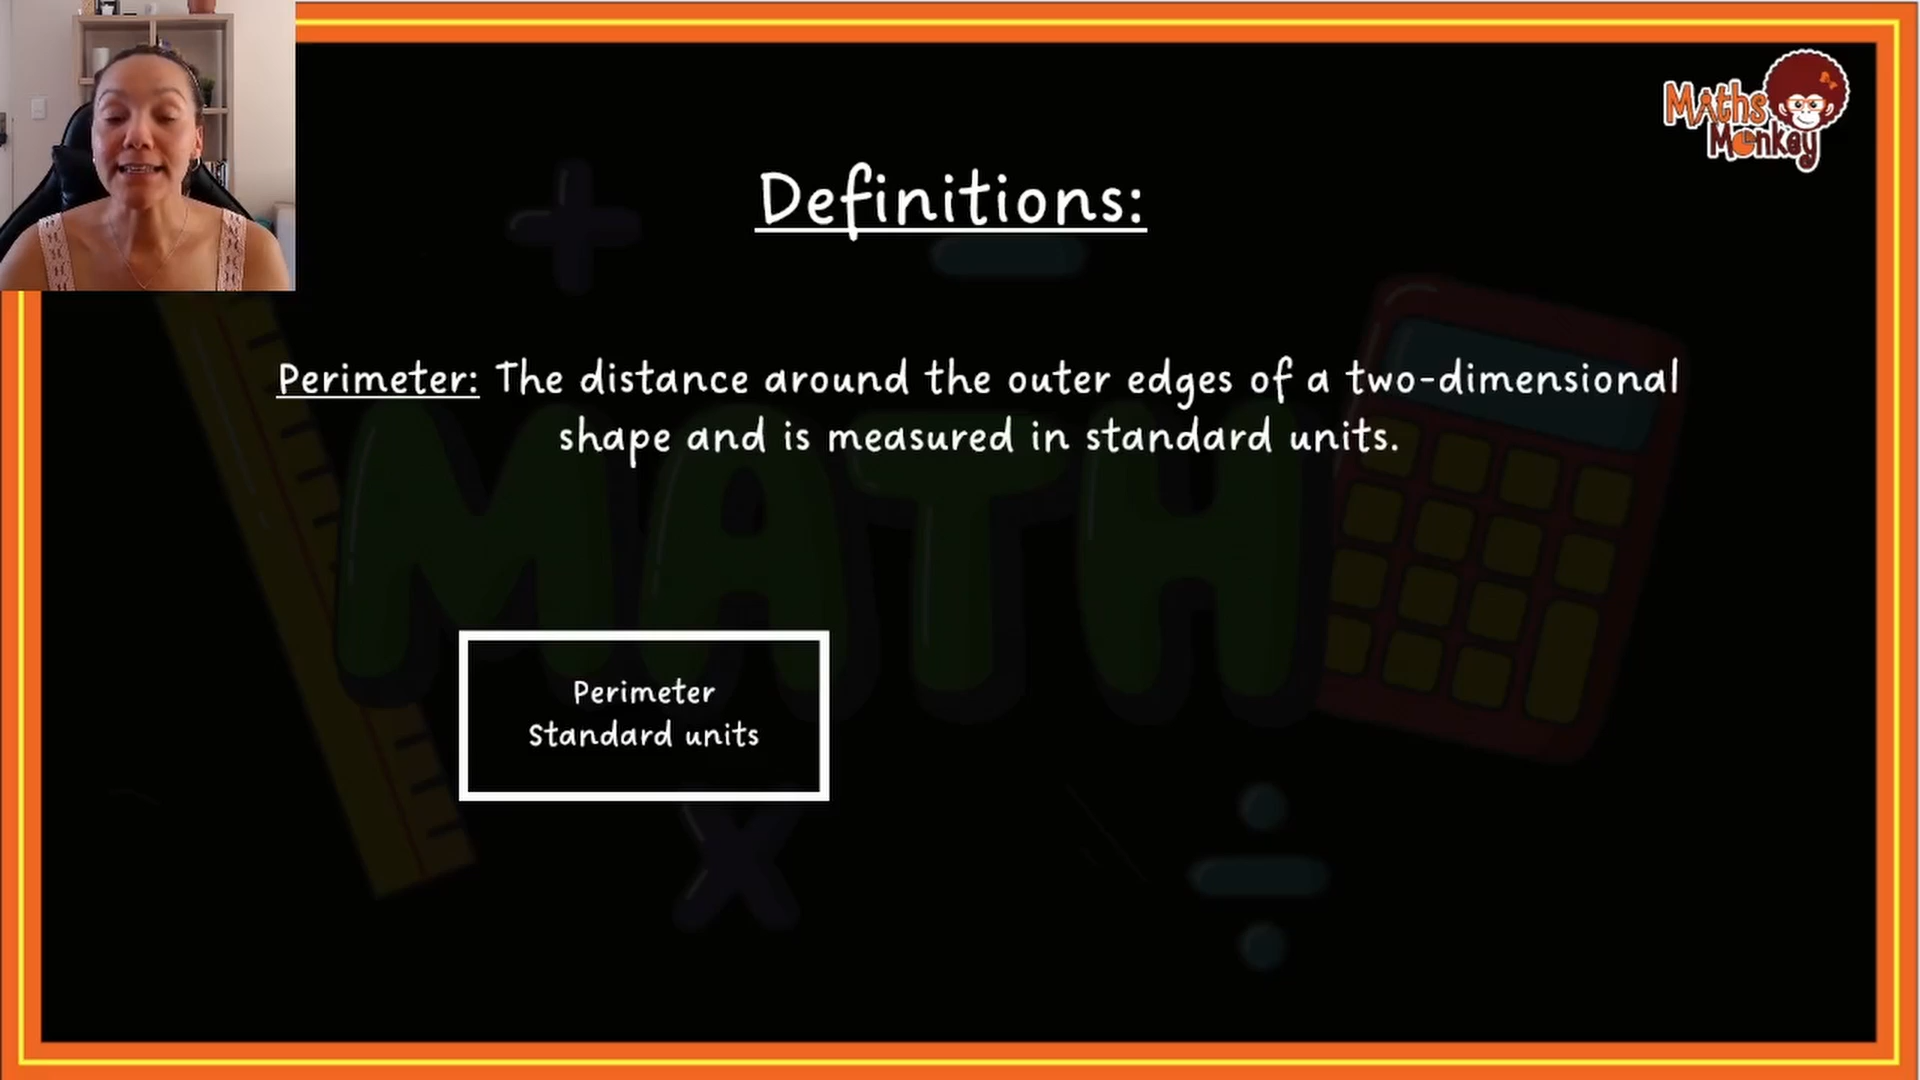 Maths
Monkey
Definitions:
Perimeter: The distance around the outer edges of a two-dimensional
shape and is measured in standard units.
MATH
Perimeter
Standard units